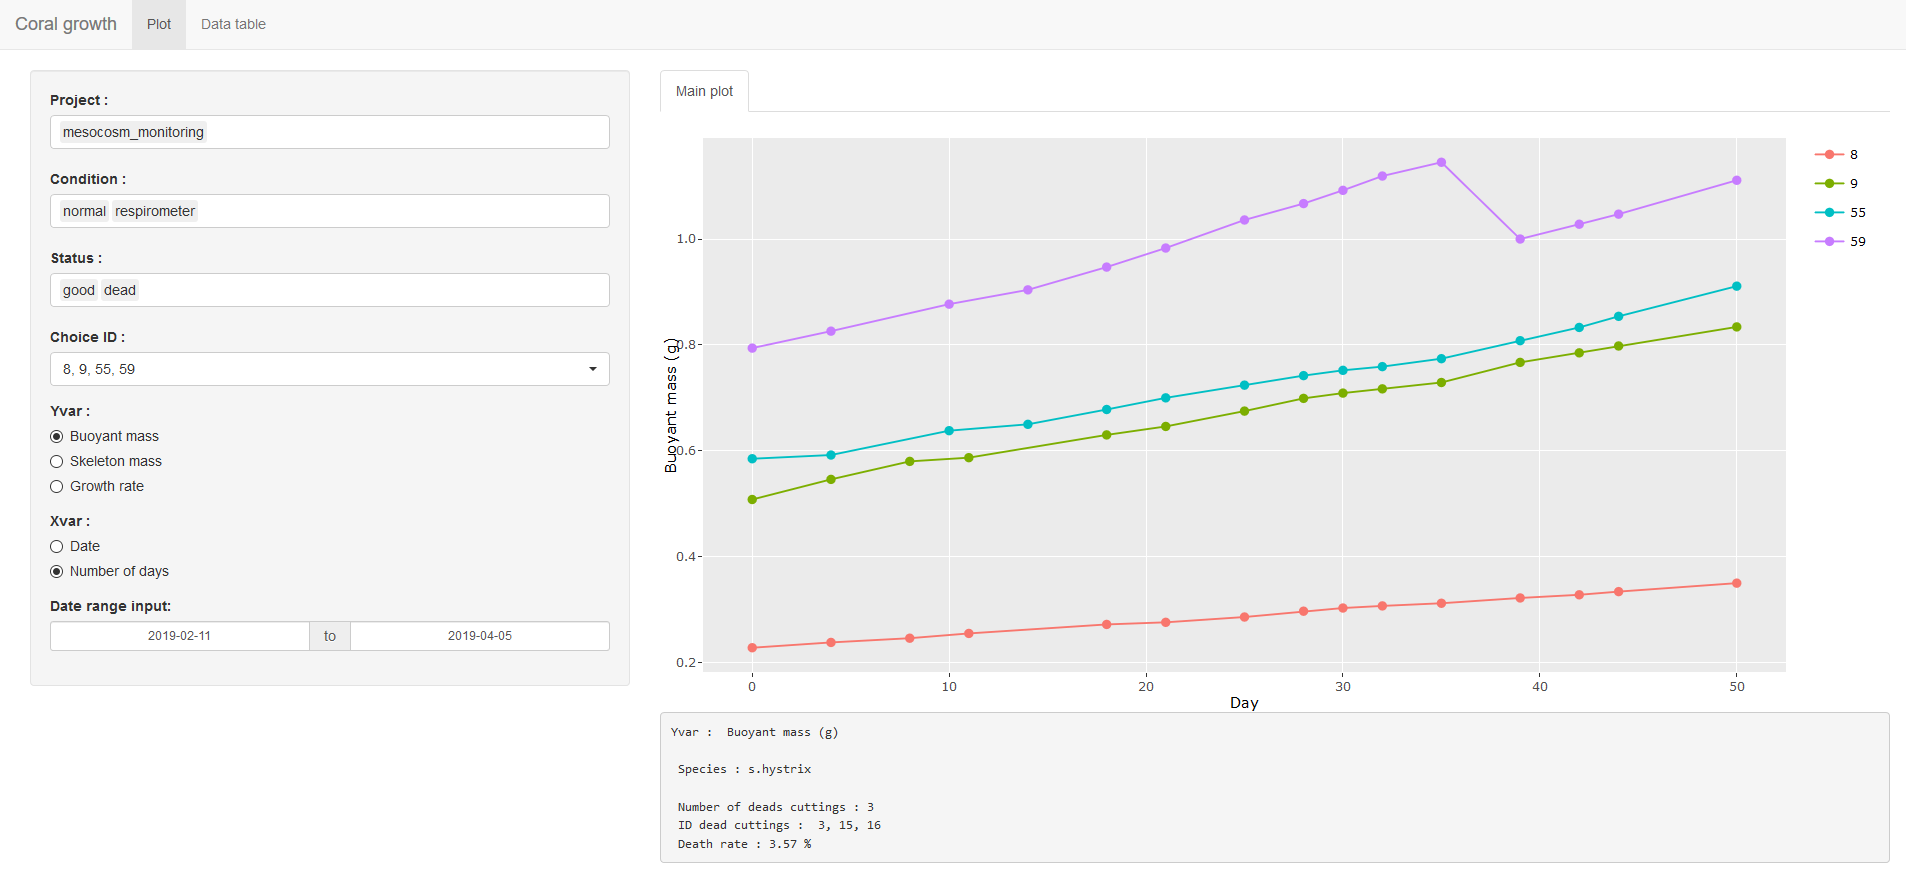 Coral growth Plot Data table
Project :
mesocosm_monitoring
Condition :
normal respirometer
Status :
good dead
Choice ID :
8, 9, 55, 59
Yvar :
Buoyant mass
Skeleton mass
Growth rate
Xvar :
Date
Number of days
Date range input:
2019-02-11 to 2019-04-05
Main plot
Buoyant mass (g)
1.0
0.8
0.6
0.4
0.2
0 10 20 30 40 50
Day
8
9
55
59
Yvar : Buoyant mass (g)
Species : s.hystrix
Number of deads cuttings : 3
ID dead cuttings : 3, 15, 16
Death rate : 3.57 %